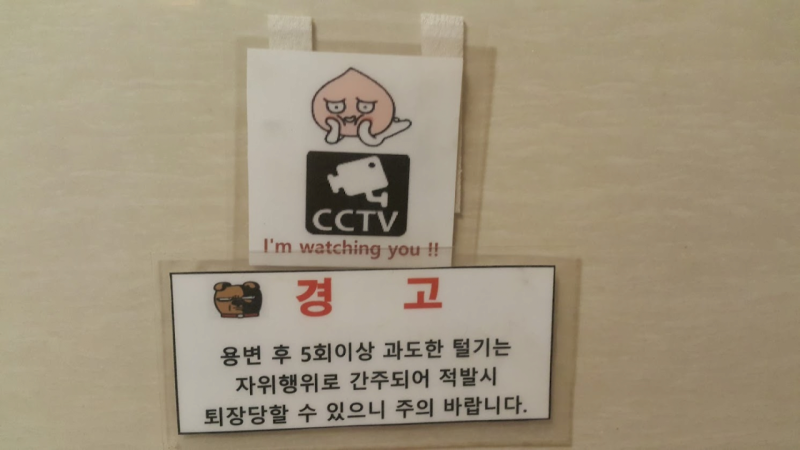 CCTV
I'm watching you !!
경 고
용변 후 5회이상 과도한 털기는
자위행위로 간주되어 적발시
퇴장당할 수 있으니 주의 바랍니다.